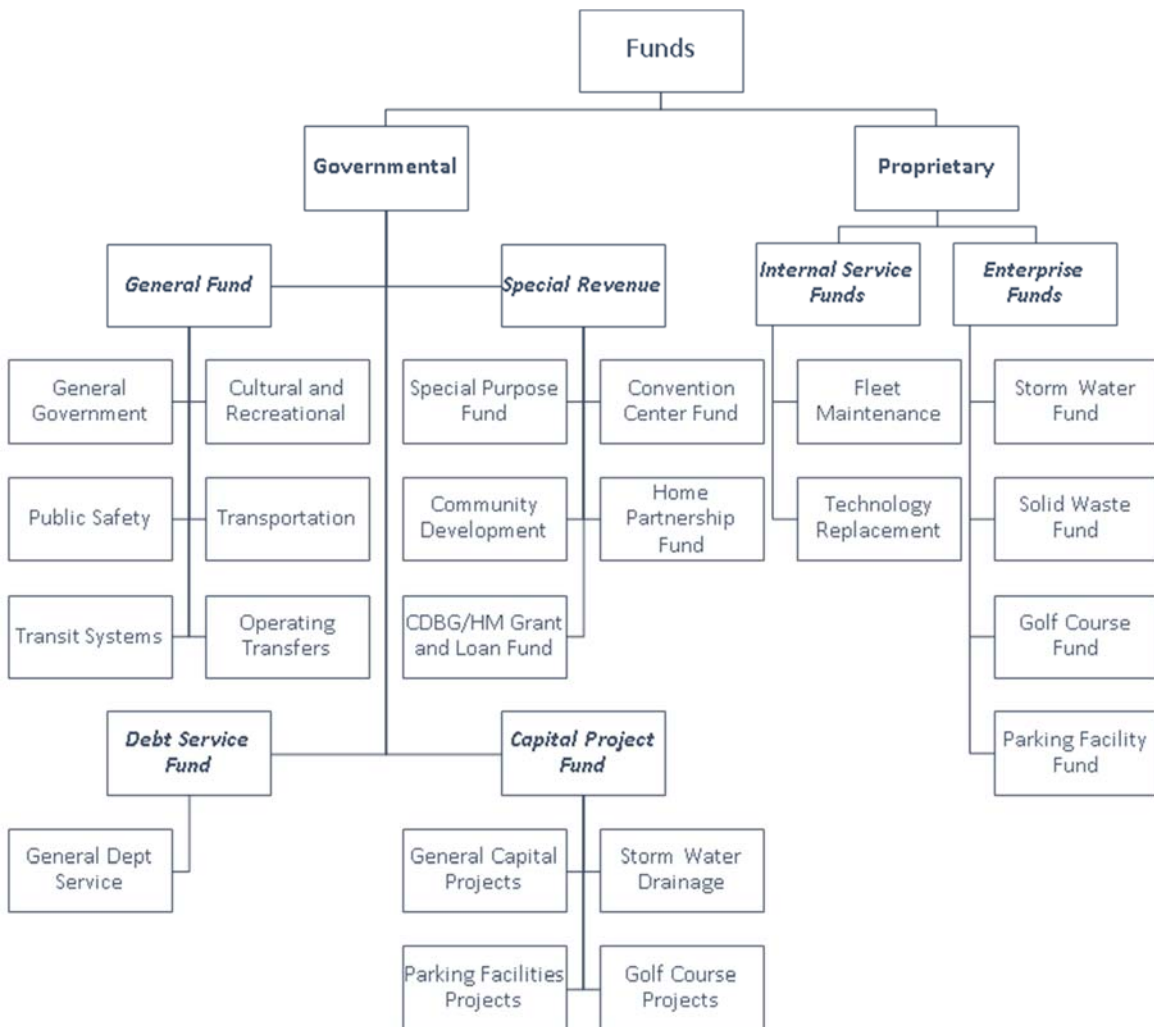 Funds
Governmental
Proprietary
General Fund
Special Revenue
Internal Service
Funds
Enterprise
Funds
General
Government
Cultural and
Recreational
Special Purpose
Fund
Convention
Center Fund
Fleet
Maintenance
Storm Water
Fund
Public Safety
Transportation
Community
Development
Home
Partnership
Fund
Technology
Replacement
Solid Waste
Fund
Transit Systems
Operating
Transfers
CDBG/HM Grant
and Loan Fund
Golf Course
Fund
Debt Service
Fund
Capital Project
Fund
Parking Facility
Fund
General Dept
Service
General Capital
Projects
Storm Water
Drainage
Parking Facilities
Projects
Golf Course
Projects